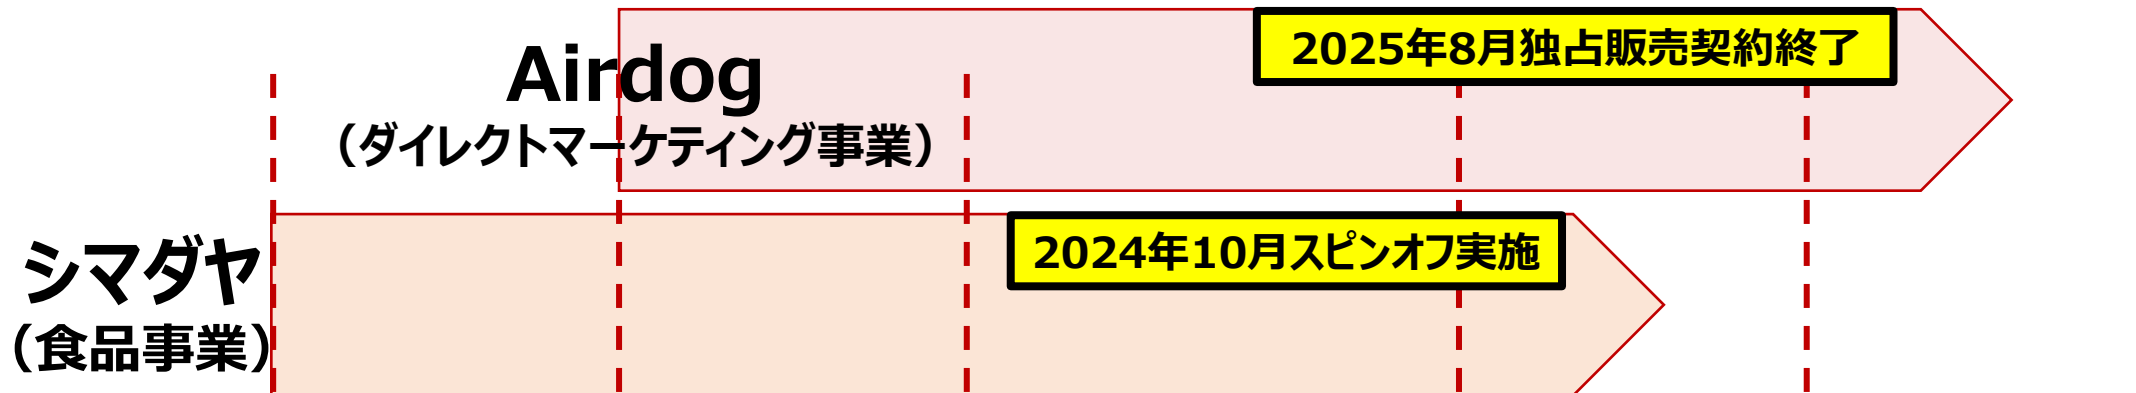 Airdog
（ダイレクトマーケティング事業）
2025年8月独占販売契約終了
シマダヤ
（食品事業）
2024年10月スピンオフ実施